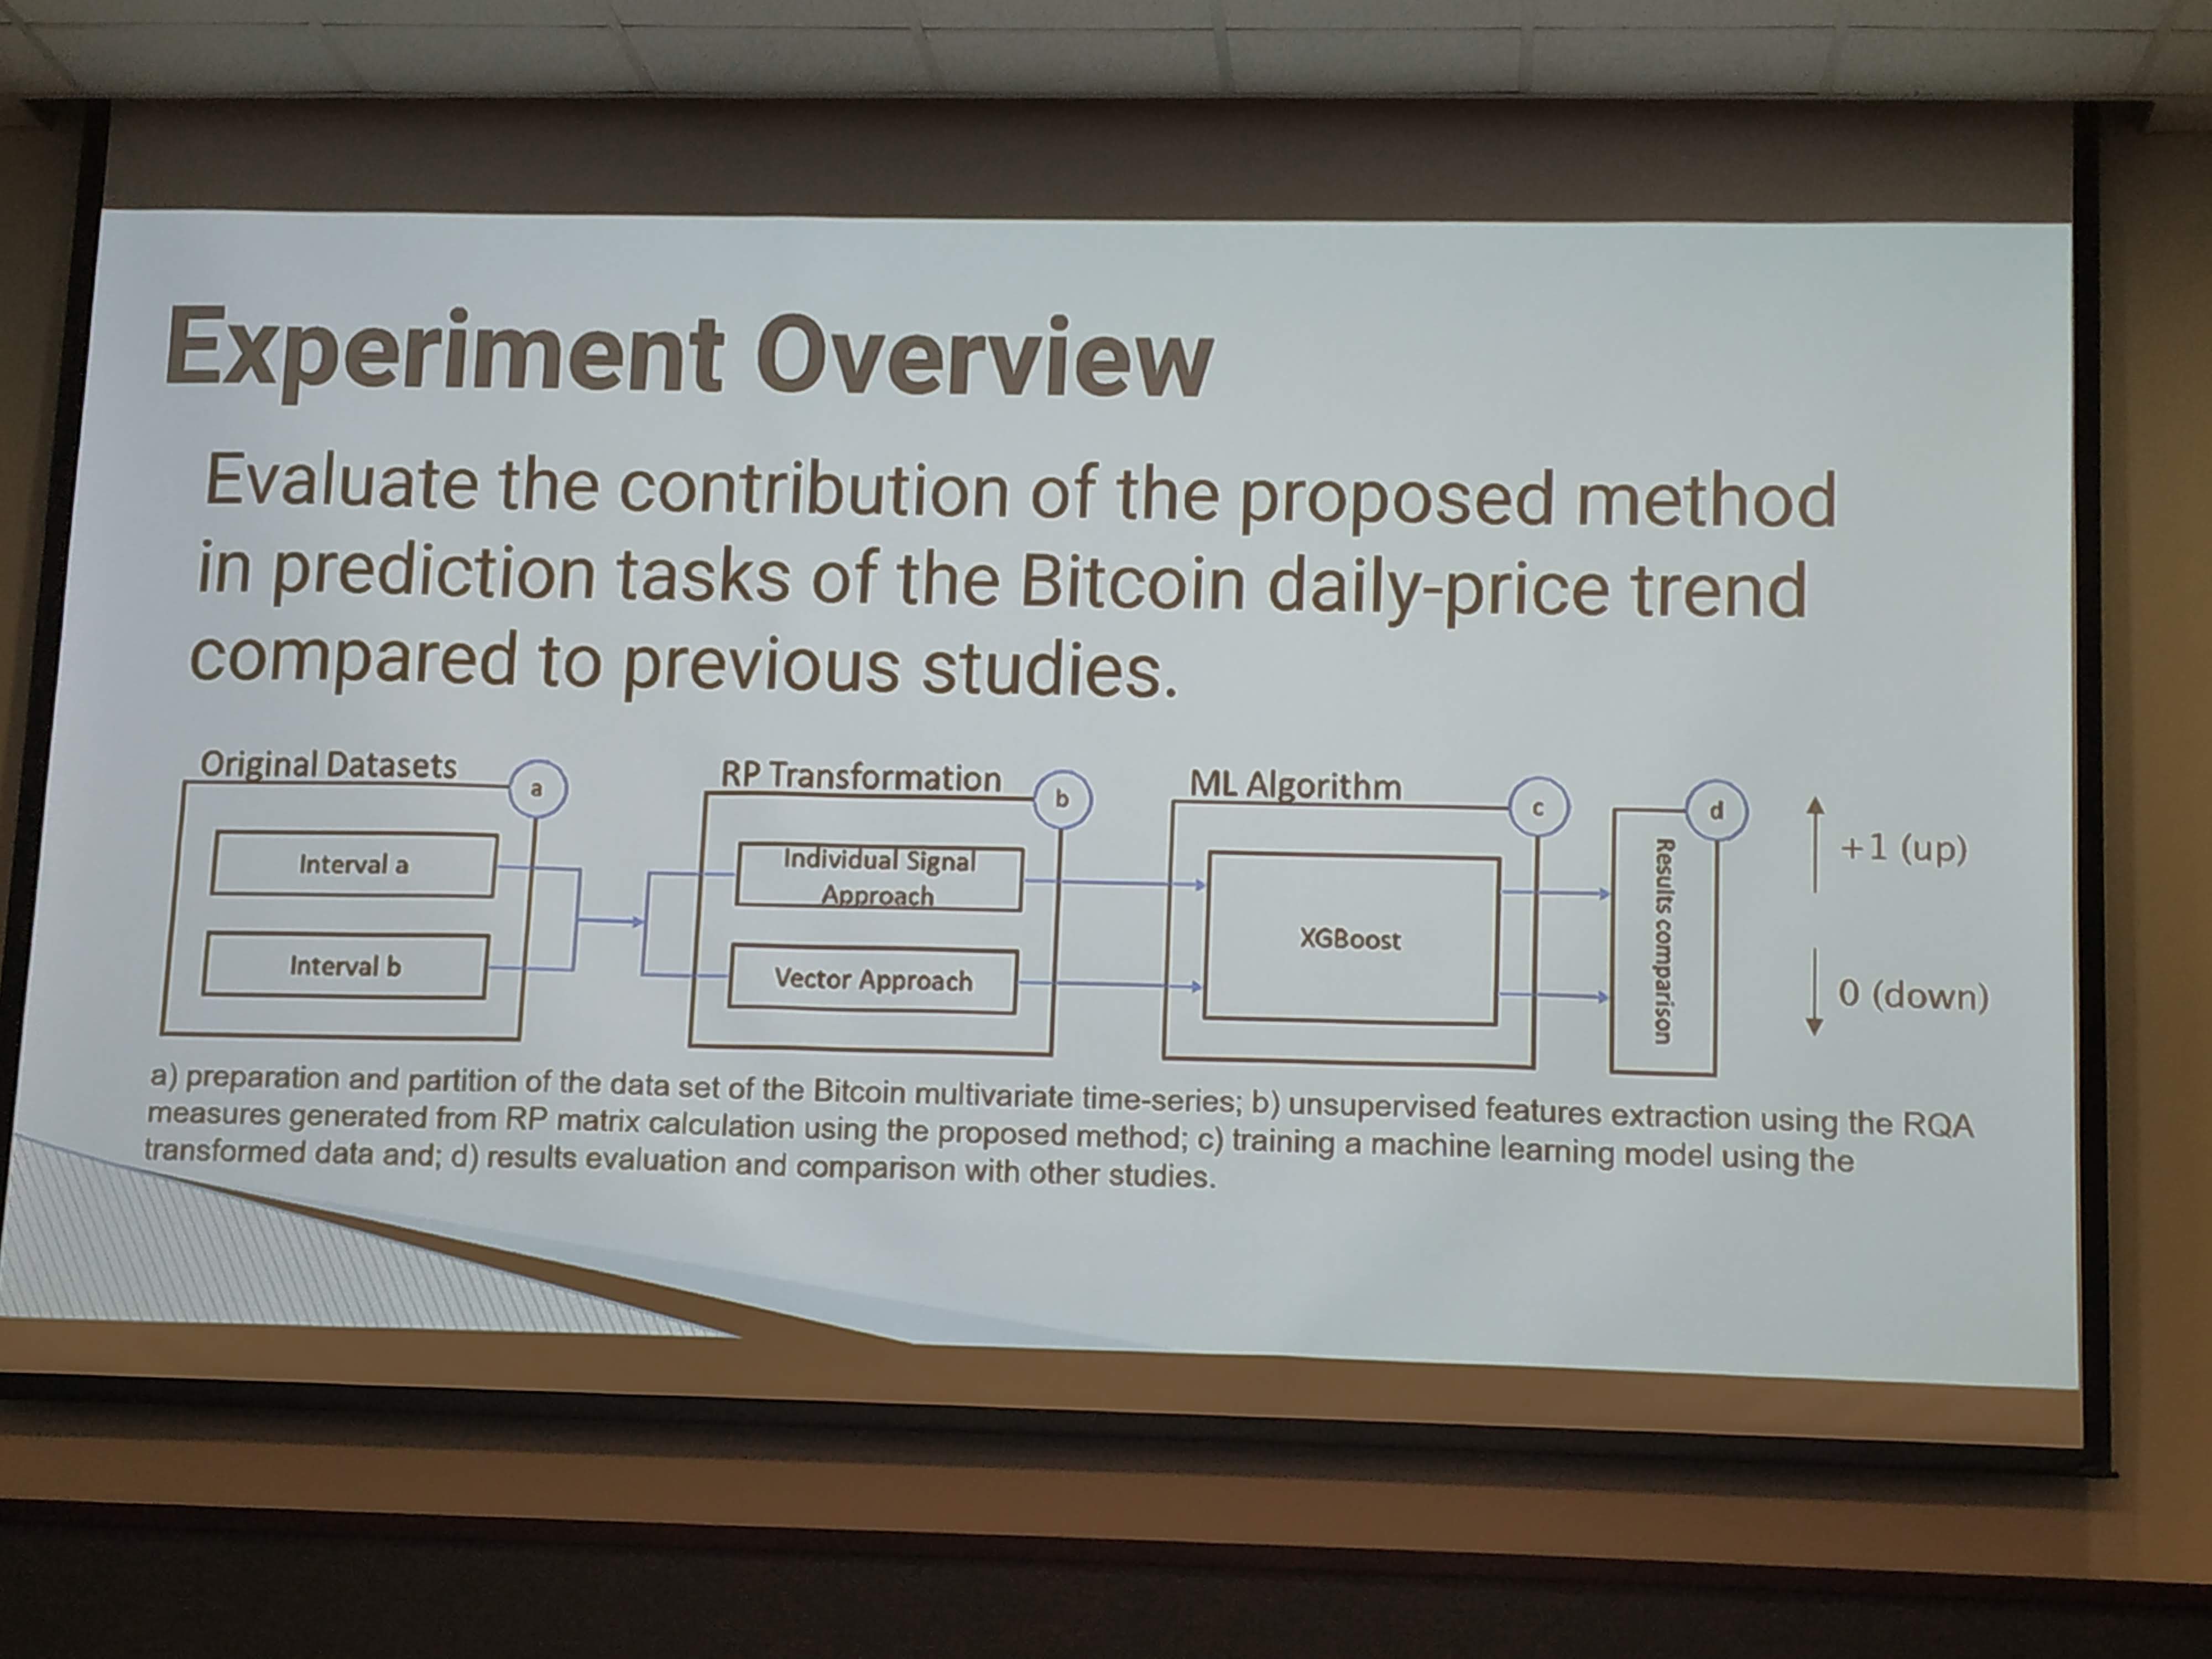 Experiment Overview
Evaluate the contribution of the proposed method
in prediction tasks of the Bitcoin daily-price trend
compared to previous studies.
Original Datasets
a
Interval a
Interval b
RP Transformation
b
Individual Signal
Approach
Vector Approach
ML Algorithm
c
XGBoost
d
Results comparison
+1 (up)
0 (down)
a) preparation and partition of the data set of the Bitcoin multivariate time-series; b) unsupervised features extraction using the RQA
measures generated from RP matrix calculation using the proposed method; c) training a machine learning model using the
transformed data and; d) results evaluation and comparison with other studies.